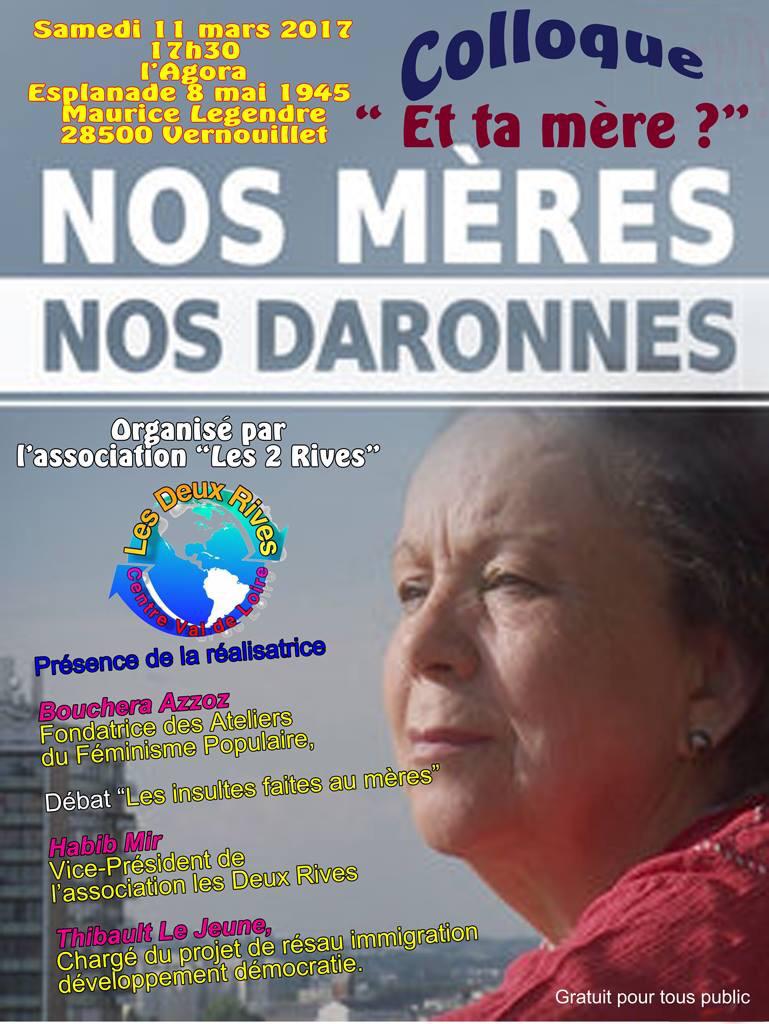 Samedi 11 mars 2017
17h30
l'Agora
Esplanade 8 mai 1945
Maurice Legendre
28500 Vernouillet
Colloque
“ Et ta mère ?”
NOS MÈRES
NOS DARONNES
Organisé par
l'association “Les 2 Rives”
Les Deux Rives
Centre Val de Loire
Présence de la réalisatrice
Bouchera Azzoz
Fondatrice des Ateliers
du Féminisme Populaire,
Débat “Les insultes faites au mères”
Habib Mir
Vice-Président de
l'association les Deux Rives
Thibault Le Jeune,
Chargé du projet de résau immigration
développement démocratie.
Gratuit pour tous public